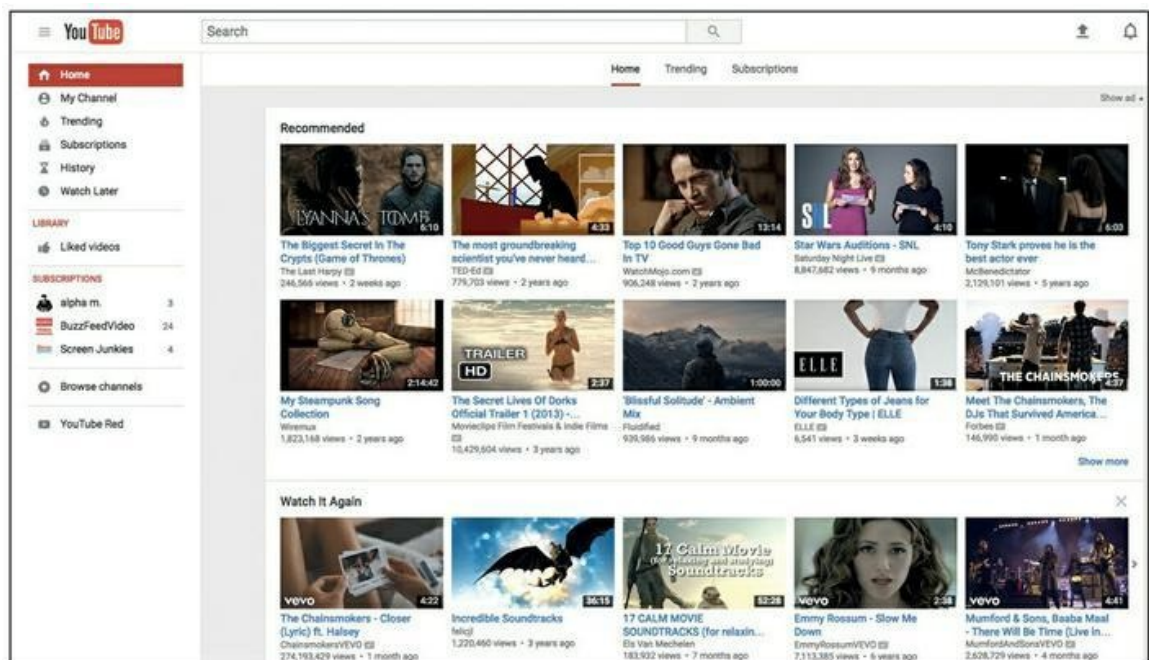 YouTube
Search
Home
Trending
Subscriptions
Show ad
Home
My Channel
Trending
Subscriptions
History
Watch Later
LIBRARY
Liked videos
SUBSCRIPTIONS
alpha m. 3
BuzzFeedVideo 24
Screen Junkies 4
Browse channels
YouTube Red
Recommended
LYANNA'S TOMB
6:10
The Biggest Secret In The
Crypts (Game of Thrones)
The Last Harpy
246,566 views • 2 weeks ago
4:33
The most groundbreaking
scientist you've never heard...
TED-Ed
779,703 views • 2 years ago
13:14
Top 10 Good Guys Gone Bad
In TV
WatchMojo.com
906,248 views • 2 years ago
SNL
4:10
Star Wars Auditions - SNL
Saturday Night Live
8,847,682 views • 9 months ago
6:03
Tony Stark proves he is the
best actor ever
McBenedictator
2,129,101 views • 5 years ago
2:14:42
My Steampunk Song
Collection
Wiremux
1,823,168 views • 2 years ago
TRAILER
HD
2:37
The Secret Lives Of Dorks
Official Trailer 1 (2013) -...
Movieclips Film Festivals & Indie Films
10,429,604 views • 3 years ago
1:00:00
'Blissful Solitude' - Ambient
Mix
Fluidified
939,986 views • 9 months ago
ELLE
1:38
Different Types of Jeans for
Your Body Type | ELLE
ELLE
6,541 views • 3 weeks ago
THE CHAINSMOKERS
4:37
Meet The Chainsmokers, The
DJs That Survived America...
Forbes
146,990 views • 1 month ago
Show more
Watch It Again
vevo
4:22
The Chainsmokers - Closer
(Lyric) ft. Halsey
ChainsmokersVEVO
274,193,429 views • 1 month ago
36:15
Incredible Soundtracks
felicjl
1,220,460 views • 3 years ago
17 Calm Movie
(for relaxing and studying)
Soundtracks
52:28
17 CALM MOVIE
SOUNDTRACKS (for relaxin...
Els Van Mechelen
183,932 views • 7 months ago
vevo
2:38
Emmy Rossum - Slow Me
Down
EmmyRossumVEVO
7,113,385 views • 6 years ago
vevo
4:41
Mumford & Sons, Baaba Maal
- There Will Be Time (Live in...
MumfordAndSonsVEVO
2,628,729 views • 4 months ago